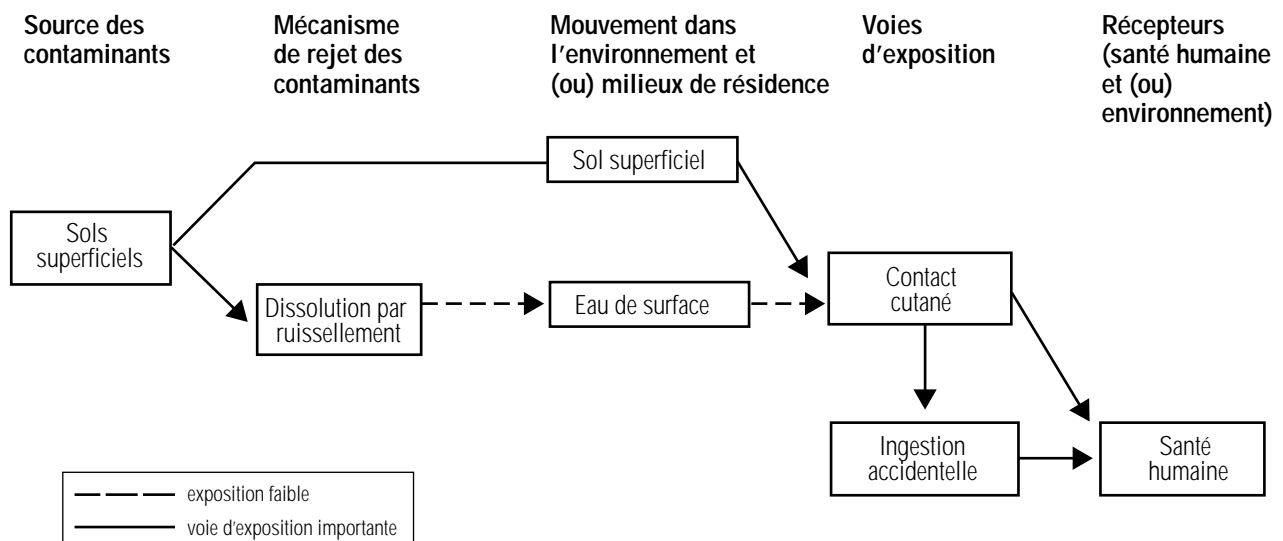 Source des
contaminants
Mécanisme
de rejet des
contaminants
Mouvement dans
l'environnement et
(ou) milieux de résidence
Voies
d'exposition
Récepteurs
(santé humaine
et (ou)
environnement)
Sol superficiel
Sols
superficiels
Dissolution par
ruissellement
Eau de surface
Contact
cutané
Ingestion
accidentelle
Santé
humaine
exposition faible
voie d'exposition importante